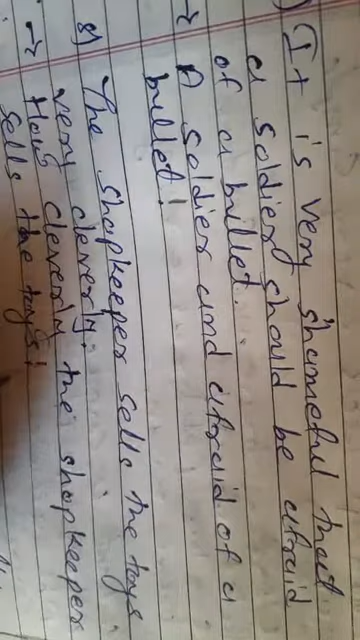 ) It is very shameful that
a soldier should be afraid
of a bullet.
→ A soldier and afraid of a
bullet!
8) The shopkeeper sells the toys
very cleverly.
→ How cleverly the shopkeeper
sells the toys!